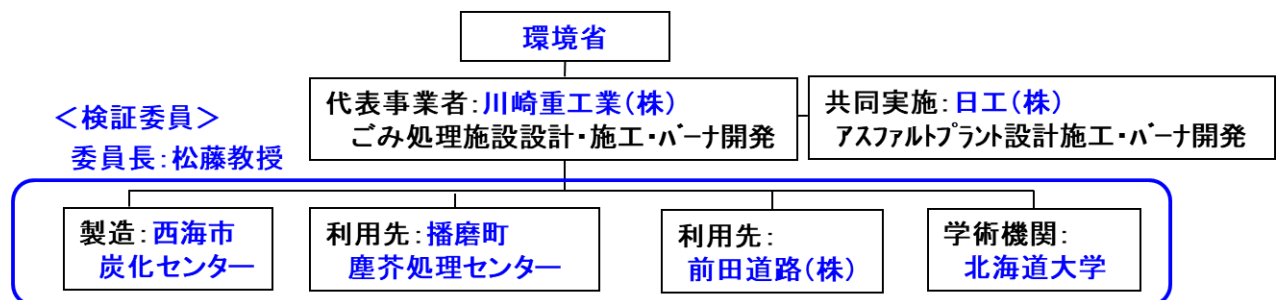 環境省
代表事業者:川崎重工業(株)
ごみ処理施設設計・施工・バーナ開発
共同実施:日工(株)
アスファルトプラント設計施工・バーナ開発
<検証委員>
委員長:松藤教授
製造:西海市
炭化センター
利用先:播磨町
塵芥処理センター
利用先:
前田道路(株)
学術機関:
北海道大学